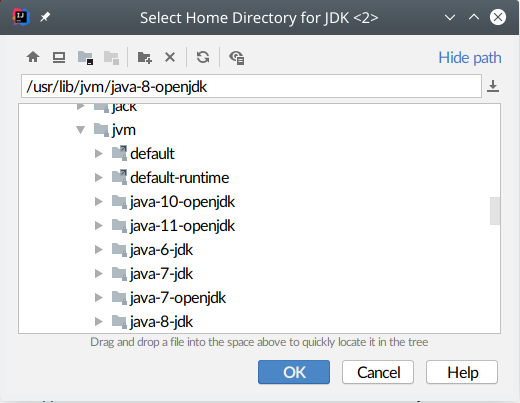 Select Home Directory for JDK <2>
Hide path
/usr/lib/jvm/java-8-openjdk
jack
jvm
default
default-runtime
java-10-openjdk
java-11-openjdk
java-6-jdk
java-7-jdk
java-7-openjdk
java-8-jdk
Drag and drop a file into the space above to quickly locate it in the tree
OK
Cancel
Help